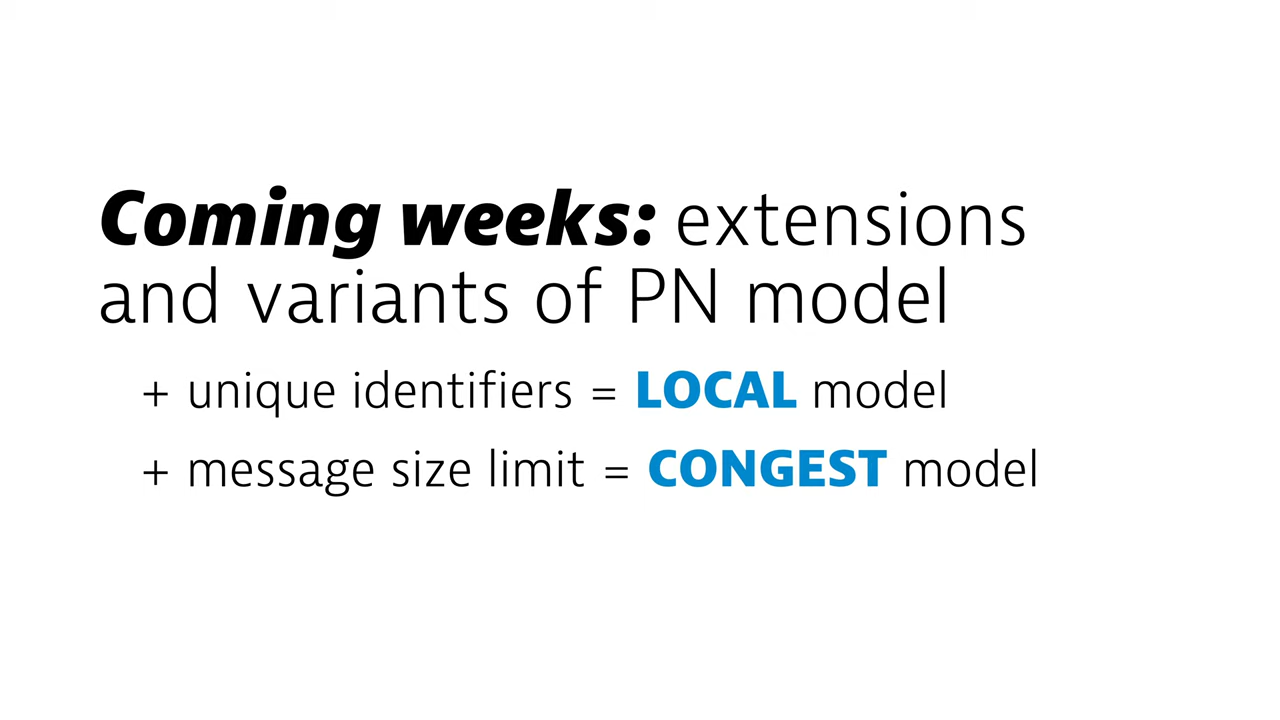 Coming weeks: extensions
and variants of PN model
+ unique identifiers = LOCAL model
+ message size limit = CONGEST model